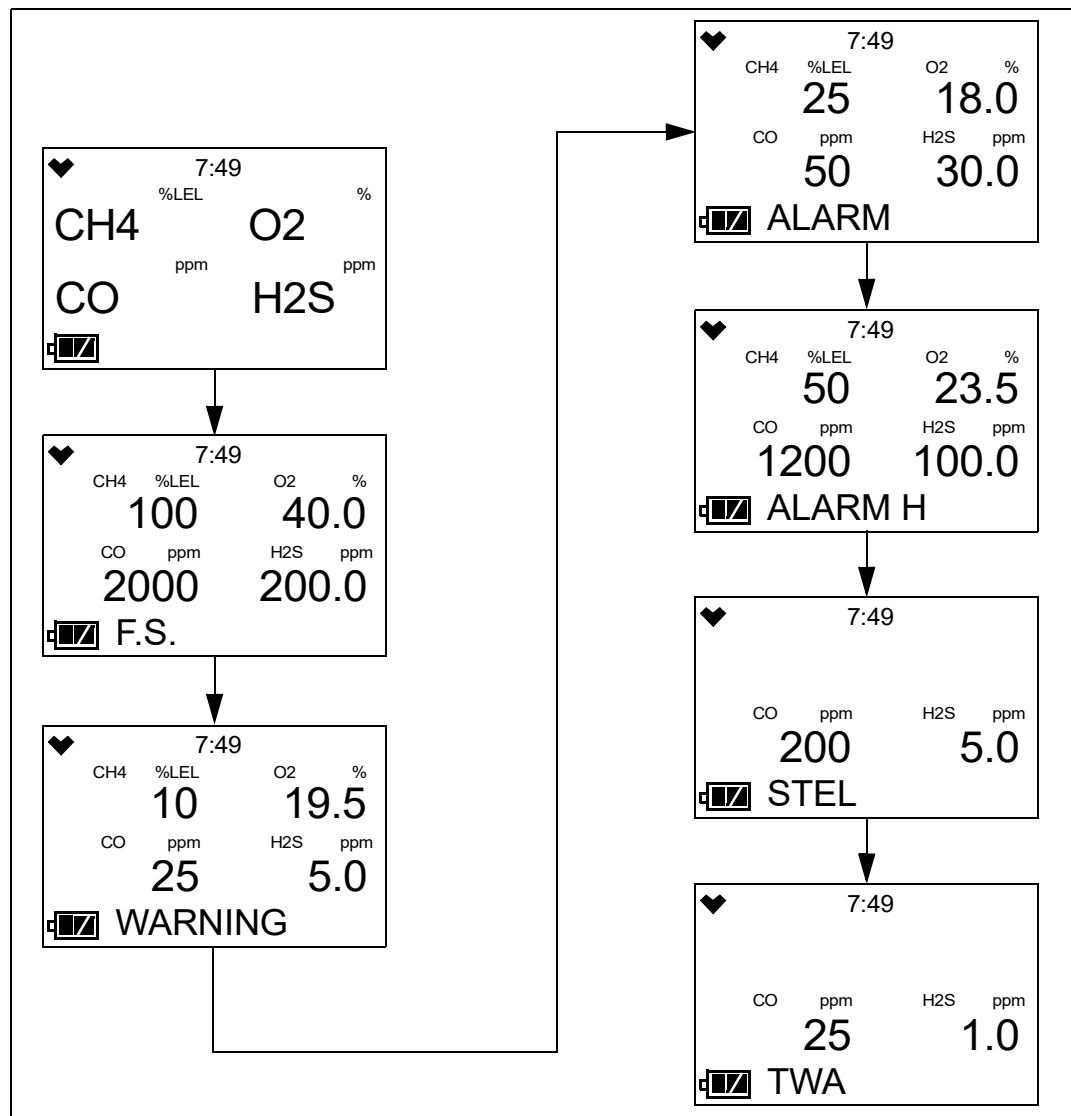 7:49
%LEL %
CH4 O2
ppm ppm
CO H2S
7:49
CH4 %LEL O2 %
100 40.0
CO ppm H2S ppm
2000 200.0
F.S.
7:49
CH4 %LEL O2 %
10 19.5
CO ppm H2S ppm
25 5.0
WARNING
7:49
CH4 %LEL O2 %
25 18.0
CO ppm H2S ppm
50 30.0
ALARM
7:49
CH4 %LEL O2 %
50 23.5
CO ppm H2S ppm
1200 100.0
ALARM H
7:49
CO ppm H2S ppm
200 5.0
STEL
7:49
CO ppm H2S ppm
25 1.0
TWA